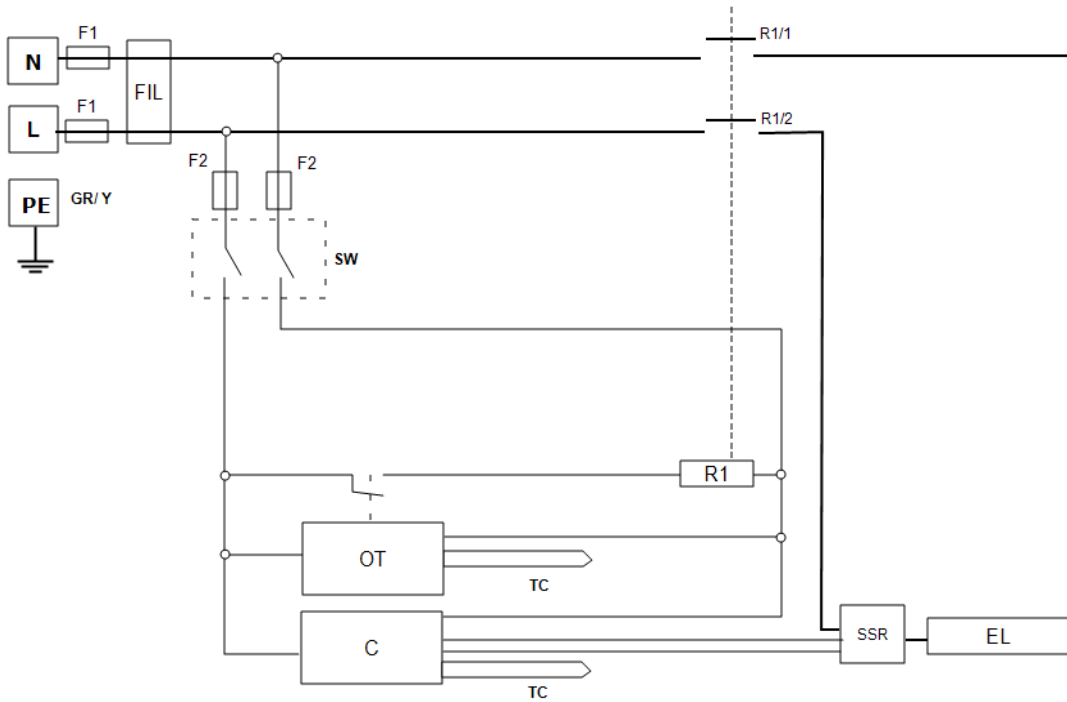 F1
R1/1
N
FIL
F1
L
R1/2
F2
F2
PE
GR/ Y
SW
R1
OT
TC
C
SSR
EL
TC